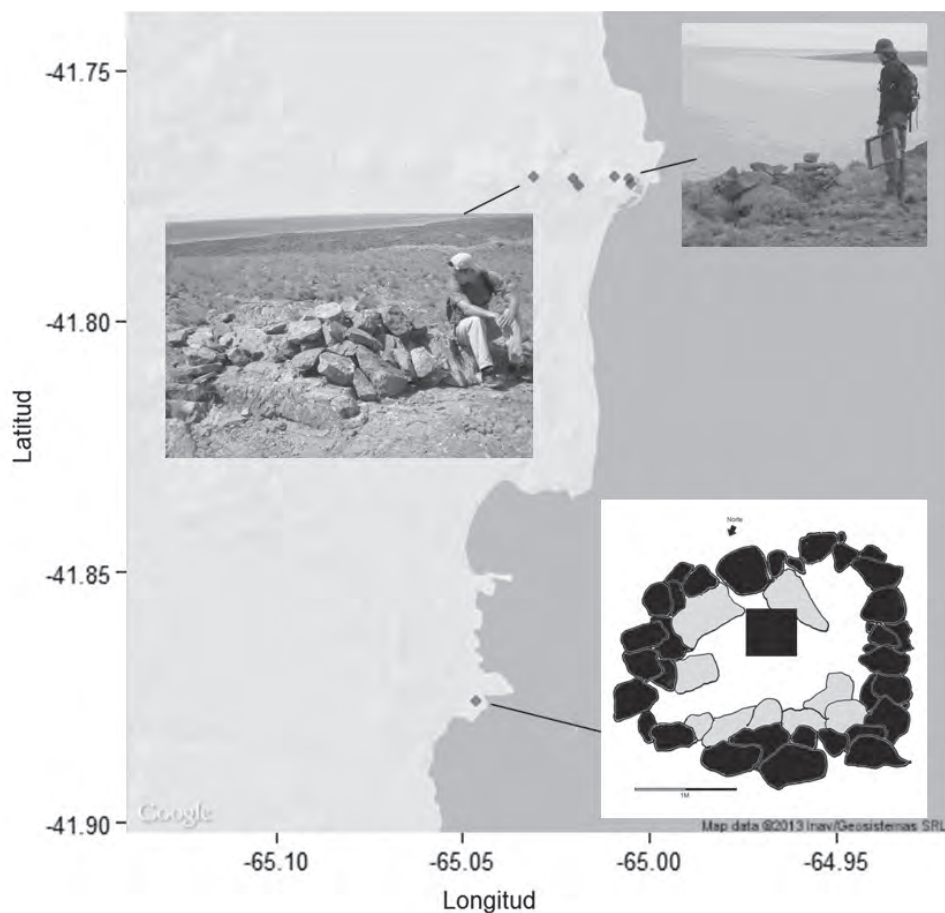 -41.75
-41.80
-41.85
-41.90
Latitud
Norte
1M
Google
Map data ©2013 Inav/Geosistemas SRL
-65.10
-65.05
-65.00
-64.95
Longitud